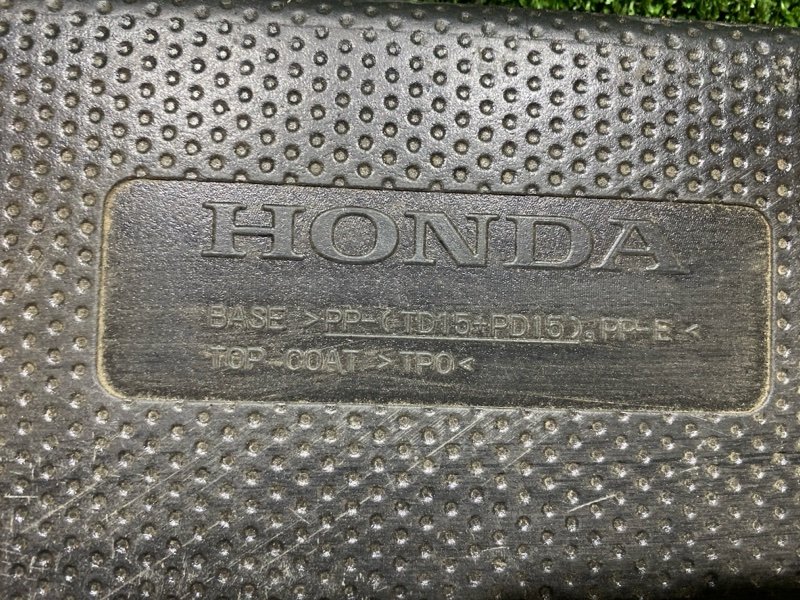 HONDA
BASE >PP-(TD15+PD15),PP-E<
TOP-COAT >TPO<